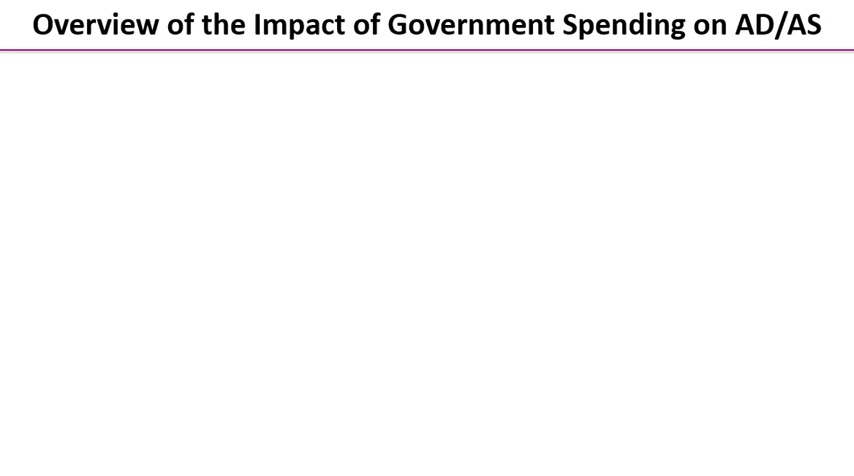 Overview of the Impact of Government Spending on AD/AS